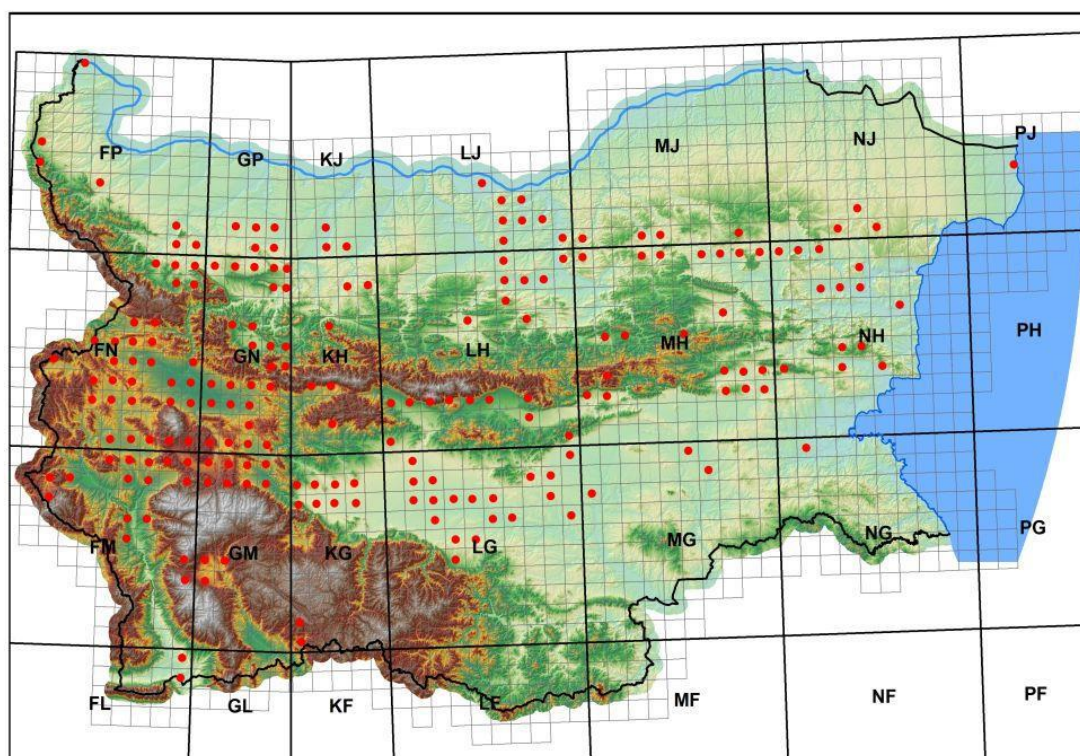 FP GP KJ LJ MJ NJ PJ
FN GN KH LH MH NH PH
FM GM KG LG MG NG PG
FL GL KF LF MF NF PF